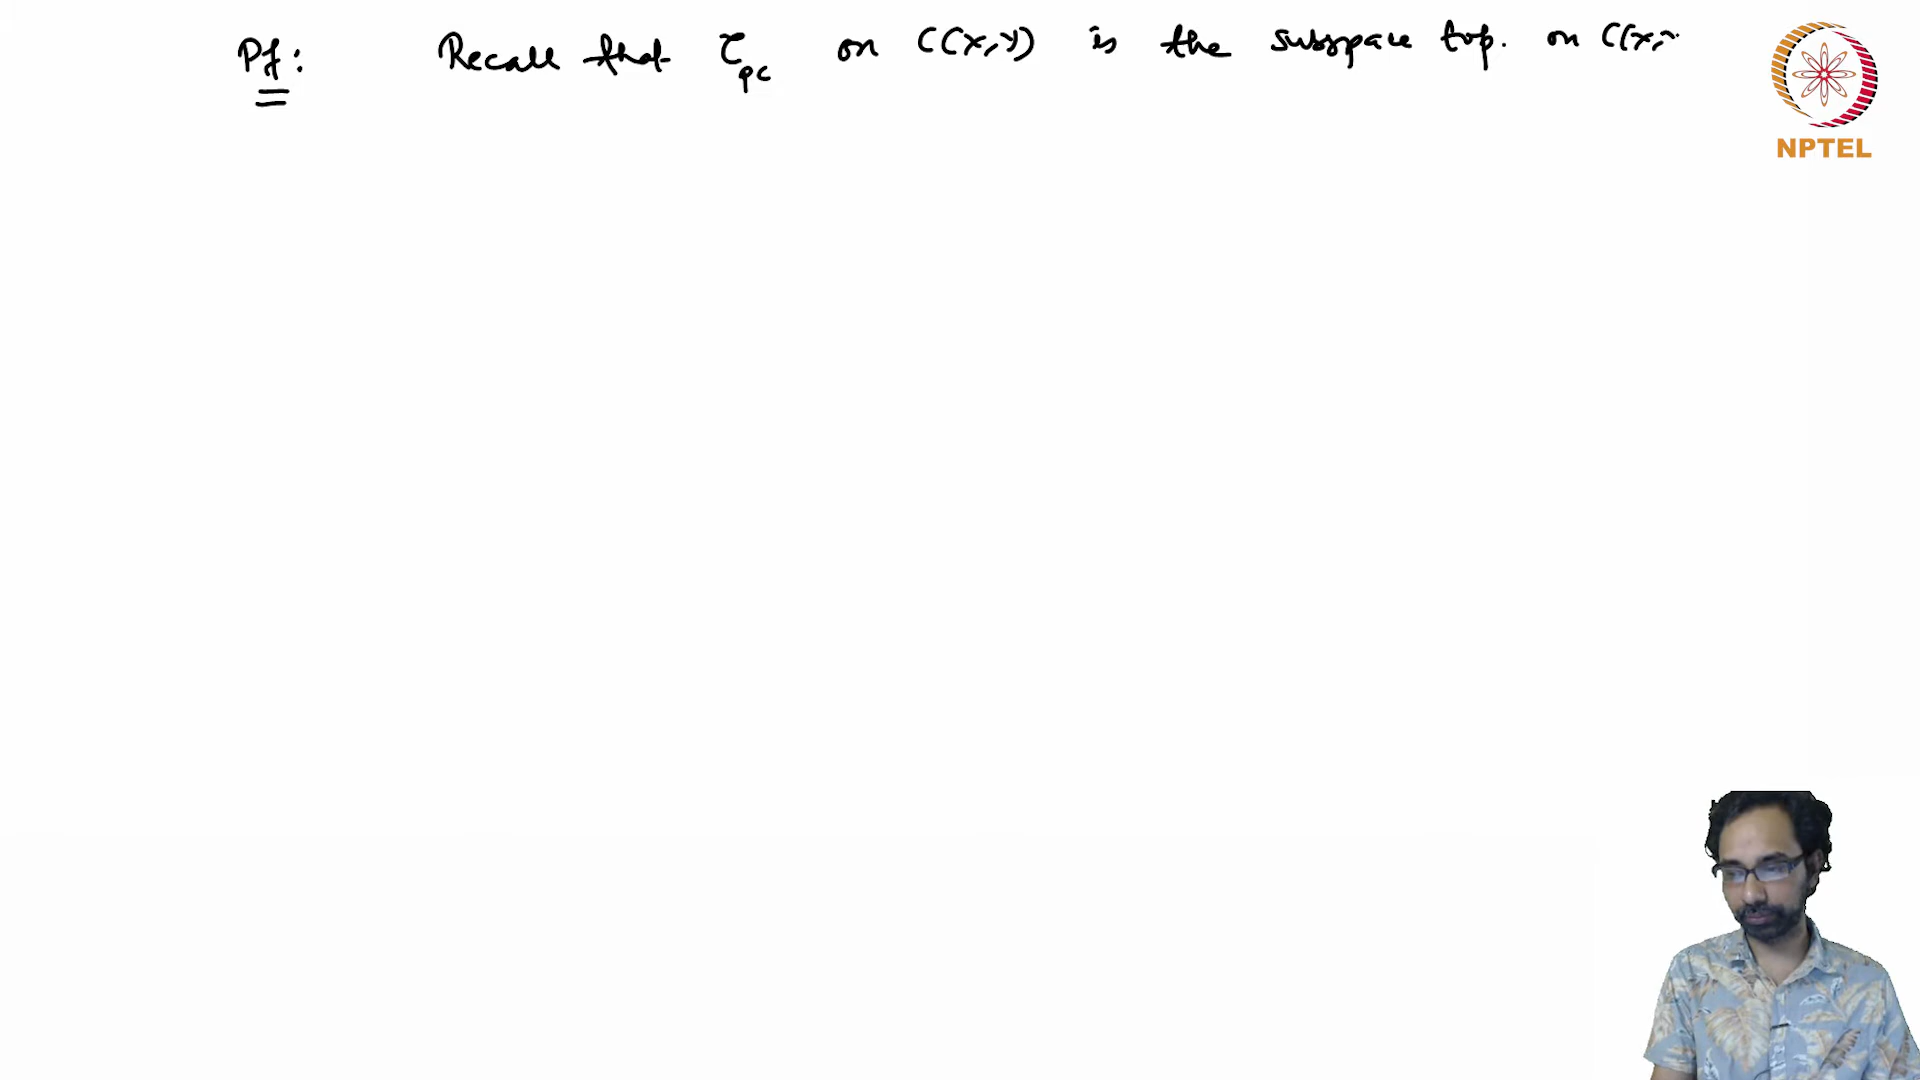 Pf: Recall that τ_pc on C(X,Y) is the subspace top. on C(X,Y
NPTEL